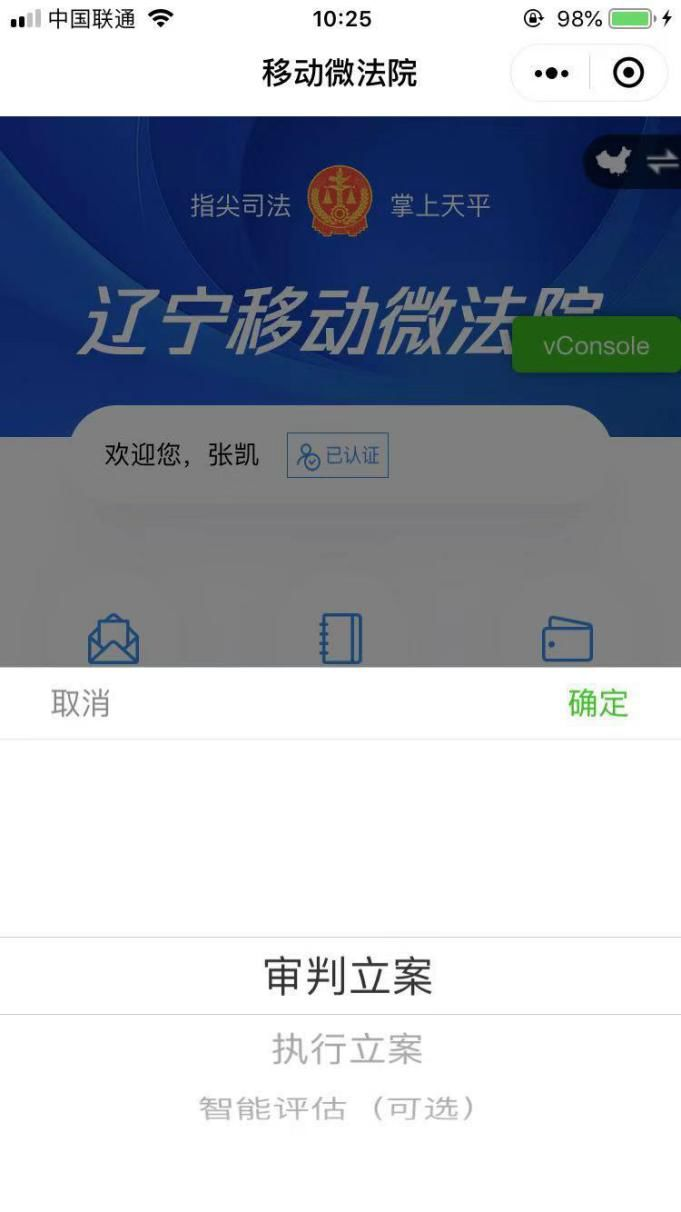 中国联通 10:25 98%
移动微法院
指尖司法 掌上天平
辽宁移动微法院
vConsole
欢迎您，张凯 已认证
取消 确定
审判立案
执行立案
智能评估（可选）